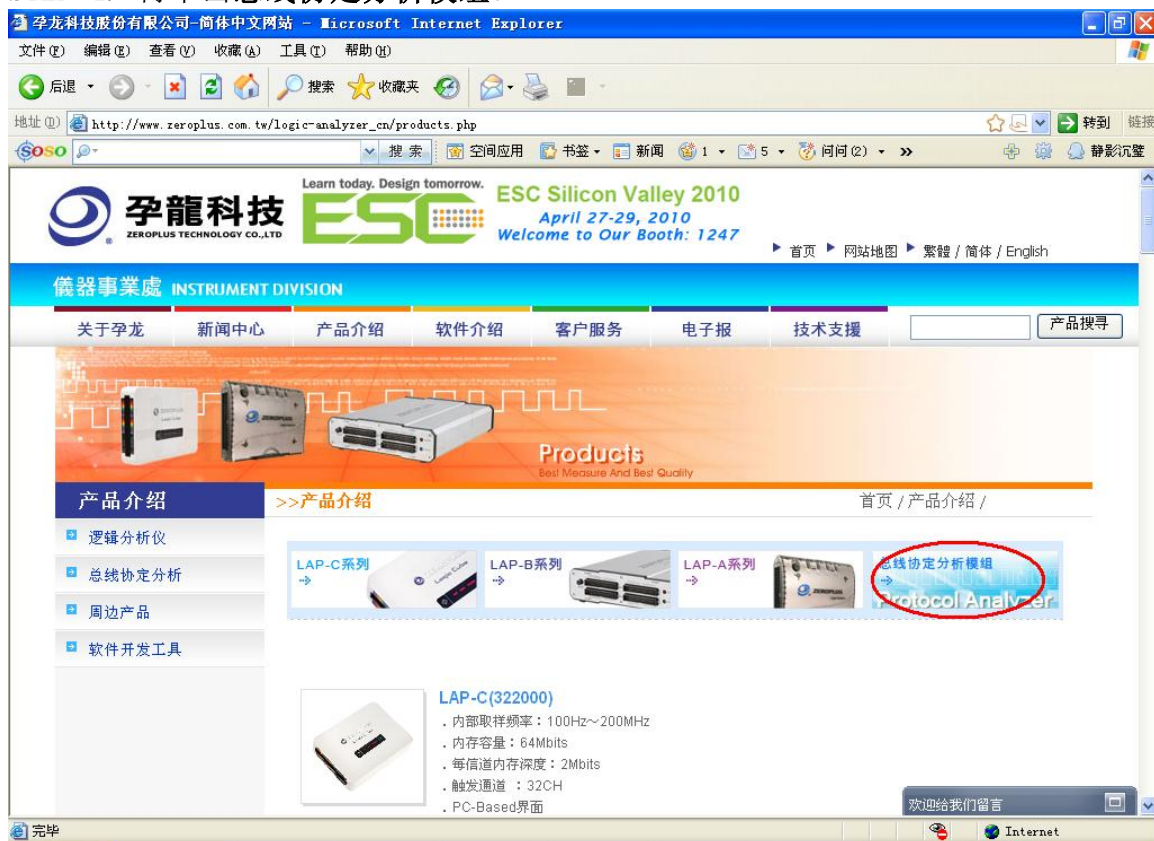 孕龙科技股份有限公司-简体中文网站 - Microsoft Internet Explorer
文件(F) 编辑(E) 查看(V) 收藏(A) 工具(T) 帮助(H)
后退 搜索 收藏夹
地址(D) http://www.zeroplus.com.tw/logic-analyzer_cn/products.php 转到 链接
SOSO 搜 索 空间应用 书签 新闻 1 5 问问(2) » 静影沉璧
孕龍科技
ZEROPLUS TECHNOLOGY CO.,LTD
Learn today. Design tomorrow.
ESC
ESC Silicon Valley 2010
April 27-29, 2010
Welcome to Our Booth: 1247
首页 网站地图 繁體 / 简体 / English
儀器事業處 INSTRUMENT DIVISION
关于孕龙 新闻中心 产品介绍 软件介绍 客户服务 电子报 技术支援 产品搜寻
Products
Best Measure And Best Quality
产品介绍
>>产品介绍
首页 / 产品介绍 /
逻辑分析仪
总线协定分析
周边产品
软件开发工具
LAP-C系列
LAP-B系列
LAP-A系列
总线协定分析模组
Protocol Analyzer
LAP-C(322000)
. 内部取样频率：100Hz～200MHz
. 内存容量：64Mbits
. 每信道内存深度：2Mbits
. 触发通道 ：32CH
. PC-Based界面
欢迎给我们留言
完毕 Internet